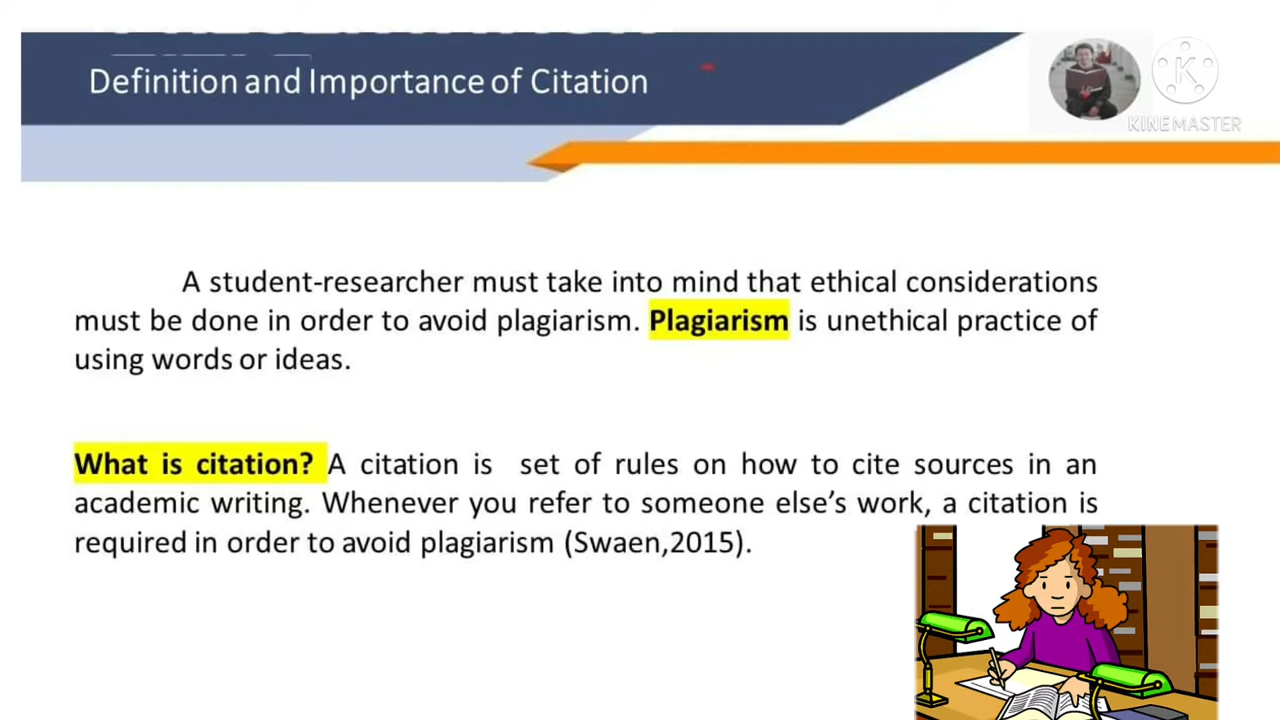 Definition and Importance of Citation
KINEMASTER
A student-researcher must take into mind that ethical considerations
must be done in order to avoid plagiarism. Plagiarism is unethical practice of
using words or ideas.
What is citation? A citation is set of rules on how to cite sources in an
academic writing. Whenever you refer to someone else’s work, a citation is
required in order to avoid plagiarism (Swaen,2015).